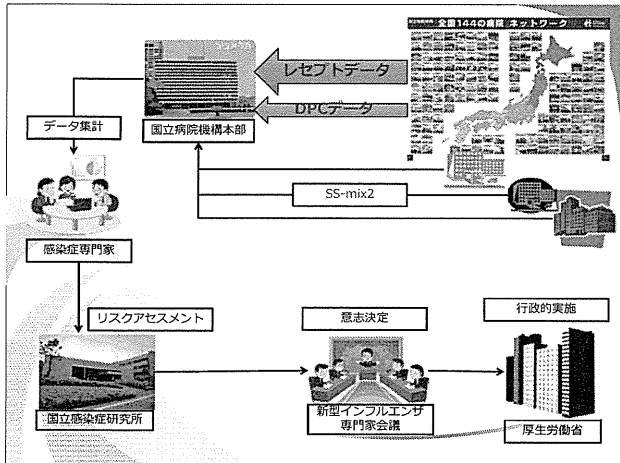 全国144の病院 ネットワーク
レセプトデータ
DPCデータ
国立病院機構本部
データ集計
SS-mix2
感染症専門家
リスクアセスメント
意志決定
行政的実施
国立感染症研究所
新型インフルエンザ
専門家会議
厚生労働省